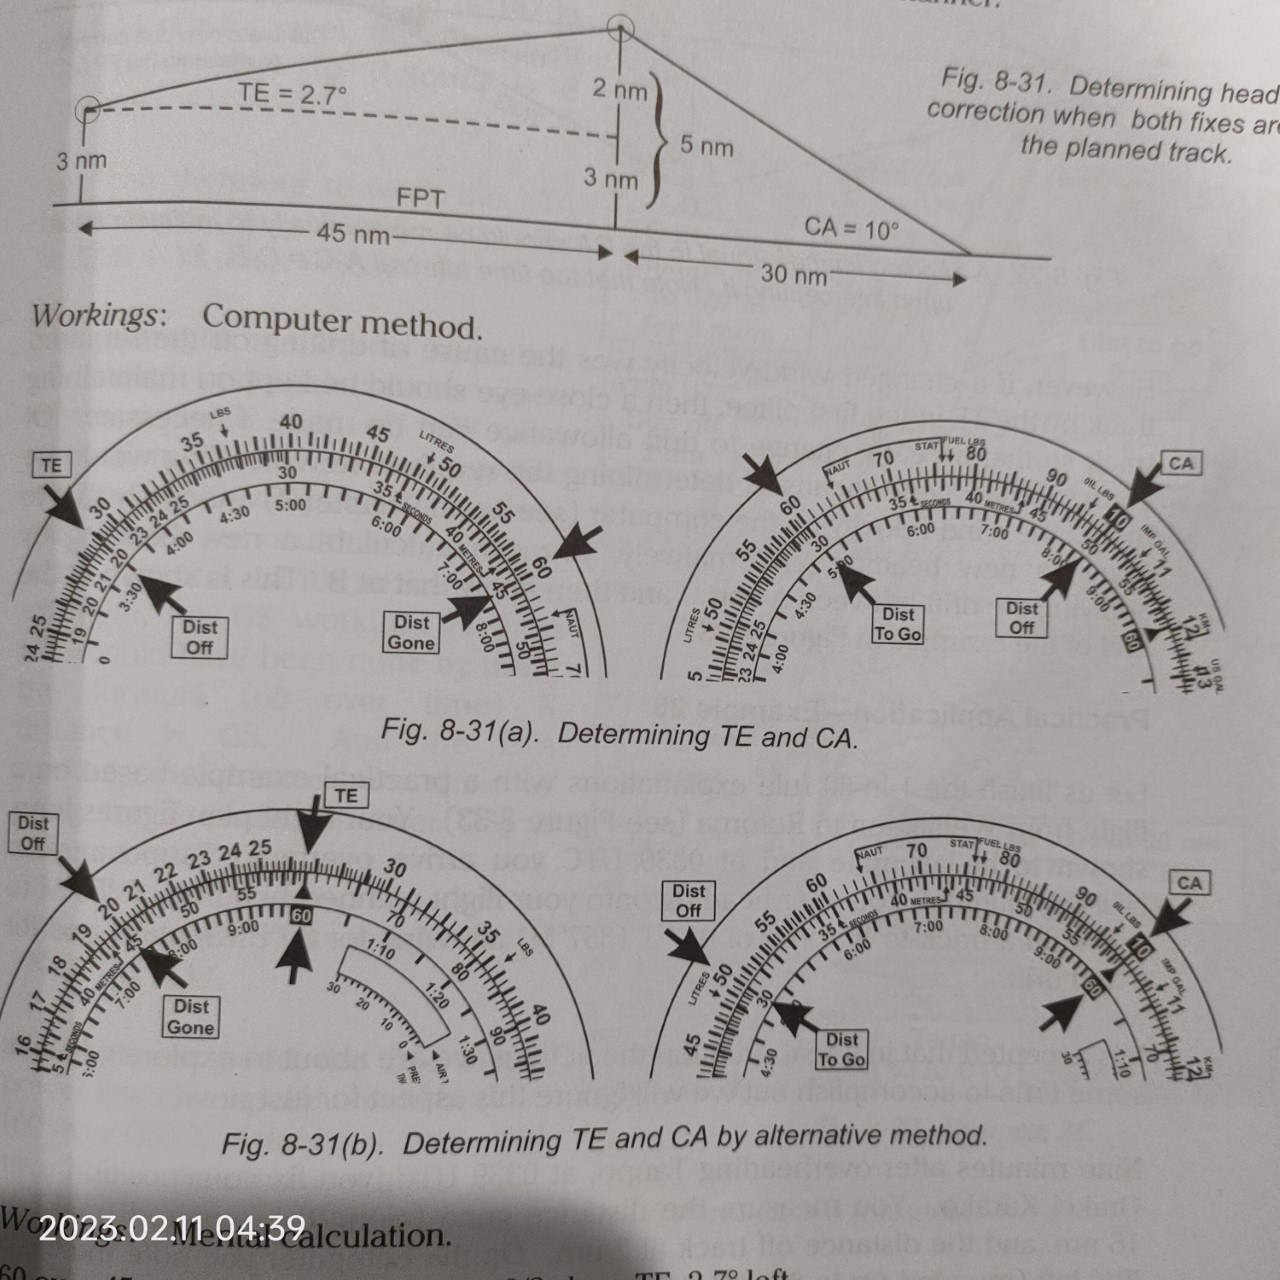 TE = 2.7°
2 nm
3 nm
5 nm
3 nm
FPT
45 nm
CA = 10°
30 nm
Fig. 8-31. Determining head
correction when both fixes are
the planned track.
Workings: Computer method.
TE
LBS
LITRES
24 25 30 35 40 45 50 55 60
19 20 21 22 23 24 25 30 35 40 45 50
3:30 4:00 4:30 5:00 6:00 7:00 8:00
SECONDS
METRES
NAUT
Dist
Off
Dist
Gone
CA
NAUT
STAT
FUEL LBS
OIL LBS
IMP GAL
KM
US GAL
LITRES
50 55 60 70 80 90 10 11 12 13
23 24 25 30 35 40 45 50 55 60
4:00 4:30 5:00 6:00 7:00 8:00 9:00
SECONDS
METRES
Dist
To Go
Dist
Off
Fig. 8-31(a). Determining TE and CA.
Dist
Off
TE
16 17 18 19 20 21 22 23 24 25 30 35 40
LBS
40 45 50 55 60 70 80 90
SECONDS
METRES
7:00 8:00 9:00 1:10 1:20 1:30
30 20 10 0
AIR
Dist
Gone
Dist
Off
CA
NAUT
STAT
FUEL LBS
OIL LBS
IMP GAL
KM
LITRES
45 50 55 60 70 80 90 10 11 12
30 35 40 45 50 55 60 70
SECONDS
METRES
4:30 6:00 7:00 8:00 9:00 1:10
30
Dist
To Go
Fig. 8-31(b). Determining TE and CA by alternative method.
2023.02.11 04:39
Workings: Mental calculation.
TE 2.7° left